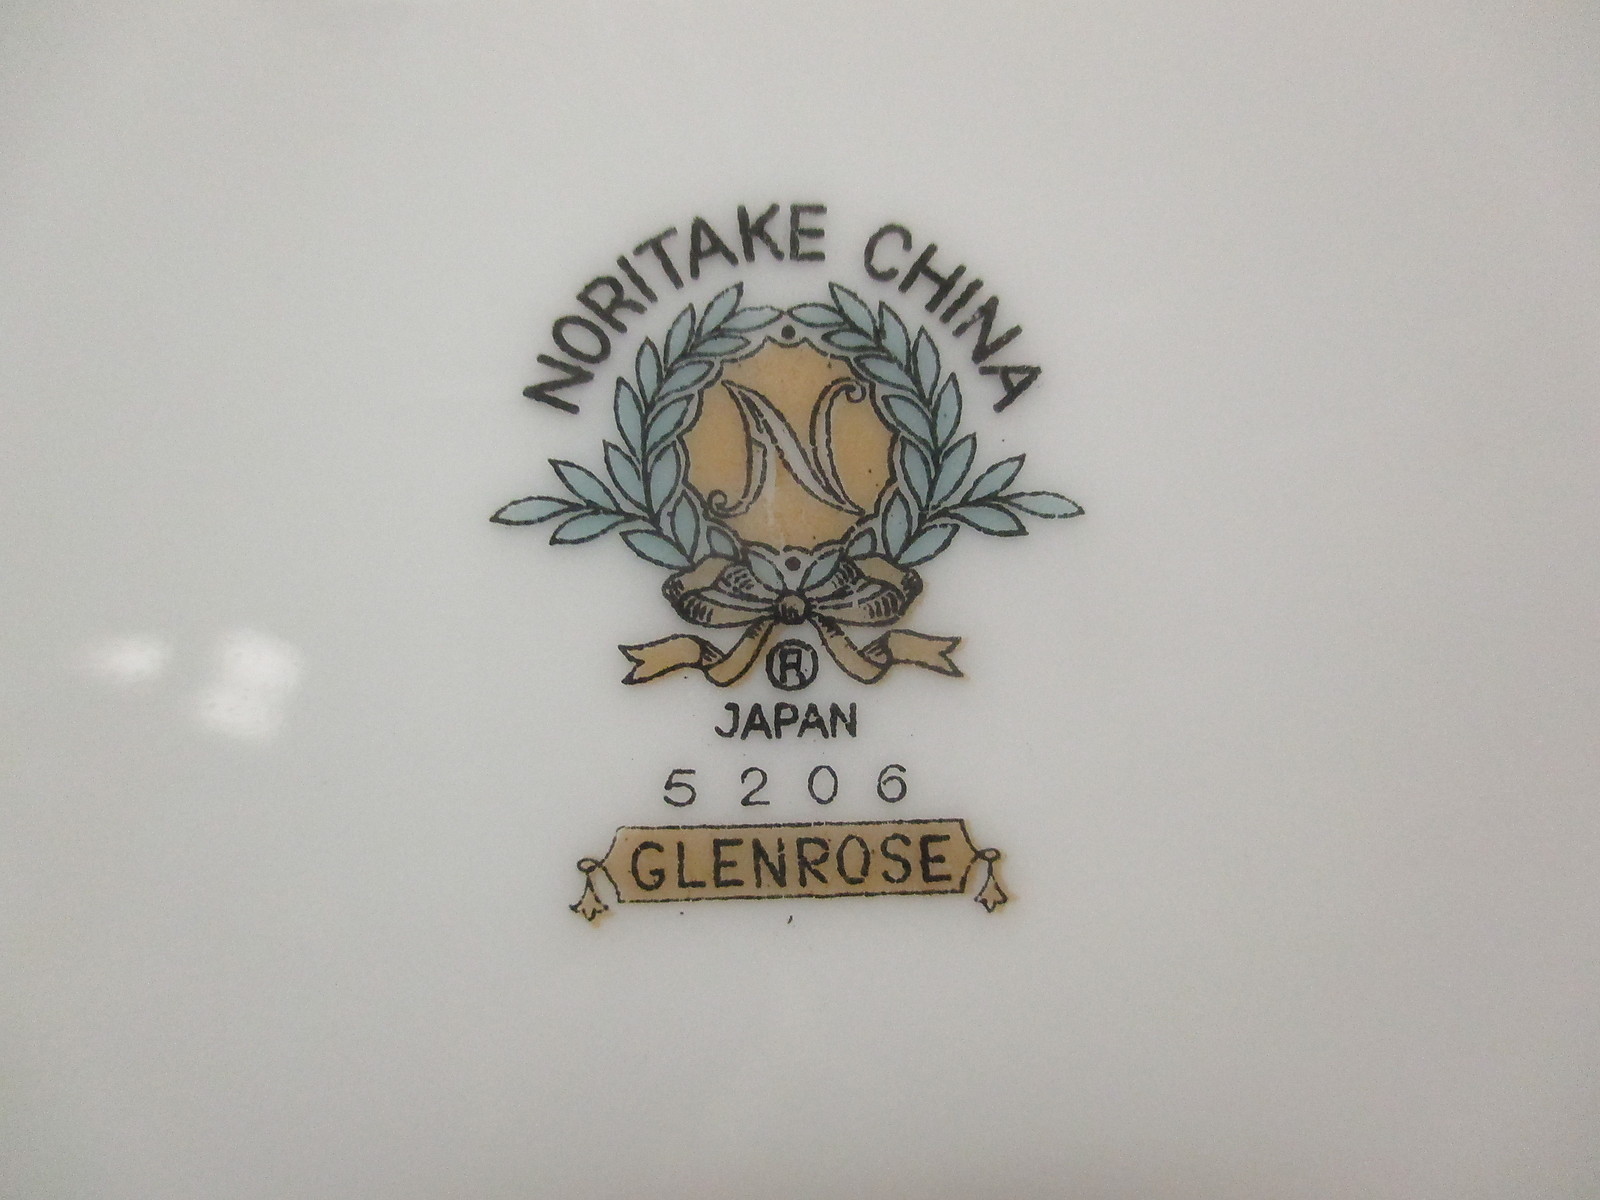 NORITAKE CHINA
N
®
JAPAN
5206
GLENROSE